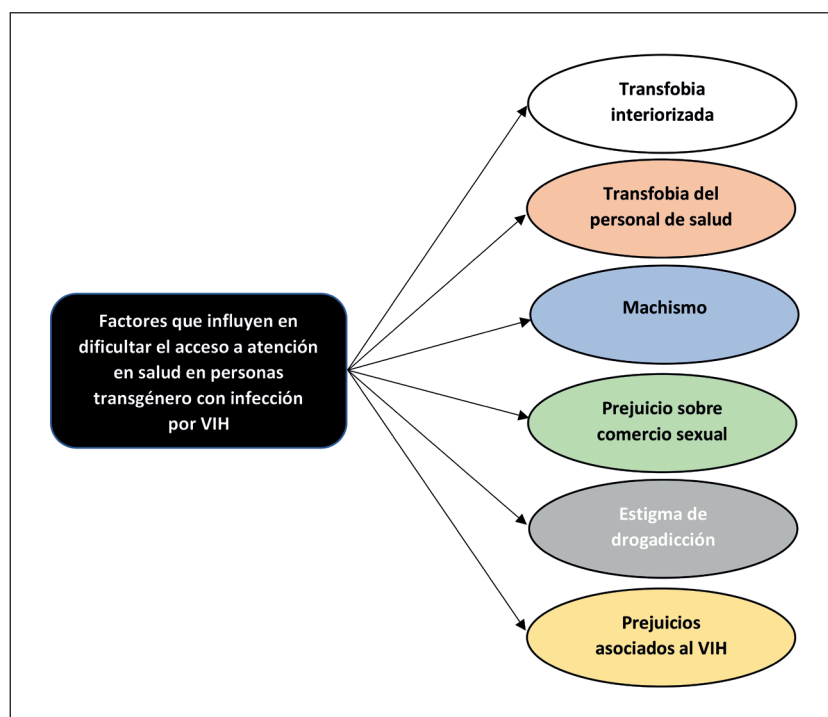 Factores que influyen en
dificultar el acceso a atención
en salud en personas
transgénero con infección
por VIH
Transfobia
interiorizada
Transfobia del
personal de salud
Machismo
Prejuicio sobre
comercio sexual
Estigma de
drogadicción
Prejuicios
asociados al VIH